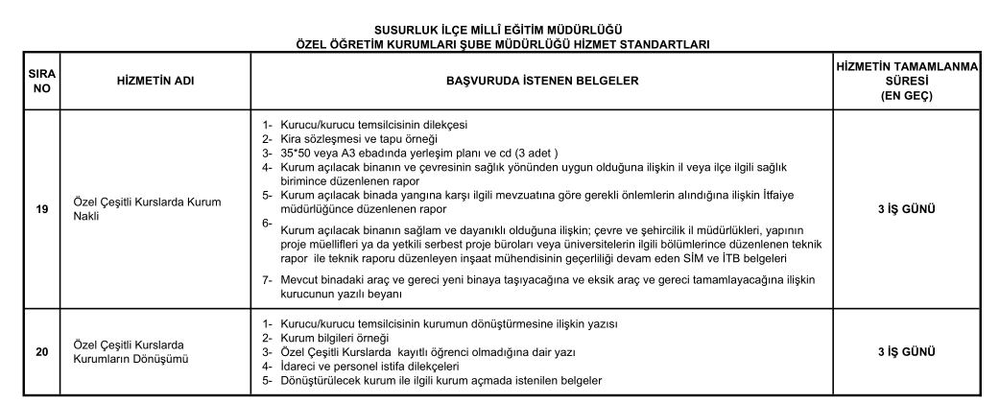 SUSURLUK İLÇE MİLLÎ EĞİTİM MÜDÜRLÜĞÜ
ÖZEL ÖĞRETİM KURUMLARI ŞUBE MÜDÜRLÜĞÜ HİZMET STANDARTLARI
SIRA
NO
HİZMETİN ADI
BAŞVURUDA İSTENEN BELGELER
HİZMETİN TAMAMLANMA
SÜRESİ
(EN GEÇ)
19
Özel Çeşitli Kurslarda Kurum
Nakli
1- Kurucu/kurucu temsilcisinin dilekçesi
2- Kira sözleşmesi ve tapu örneği
3- 35*50 veya A3 ebadında yerleşim planı ve cd (3 adet )
4- Kurum açılacak binanın ve çevresinin sağlık yönünden uygun olduğuna ilişkin il veya ilçe ilgili sağlık
birimince düzenlenen rapor
5- Kurum açılacak binada yangına karşı ilgili mevzuatına göre gerekli önlemlerin alındığına ilişkin İtfaiye
müdürlüğünce düzenlenen rapor
6-
Kurum açılacak binanın sağlam ve dayanıklı olduğuna ilişkin; çevre ve şehircilik il müdürlükleri, yapının
proje müellifleri ya da yetkili serbest proje büroları veya üniversitelerin ilgili bölümlerince düzenlenen teknik
rapor ile teknik raporu düzenleyen inşaat mühendisinin geçerliliği devam eden SİM ve İTB belgeleri
7- Mevcut binadaki araç ve gereci yeni binaya taşıyacağına ve eksik araç ve gereci tamamlayacağına ilişkin
kurucunun yazılı beyanı
3 İŞ GÜNÜ
20
Özel Çeşitli Kurslarda
Kurumların Dönüşümü
1- Kurucu/kurucu temsilcisinin kurumun dönüştürmesine ilişkin yazısı
2- Kurum bilgileri örneği
3- Özel Çeşitli Kurslarda kayıtlı öğrenci olmadığına dair yazı
4- İdareci ve personel istifa dilekçeleri
5- Dönüştürülecek kurum ile ilgili kurum açmada istenilen belgeler
3 İŞ GÜNÜ